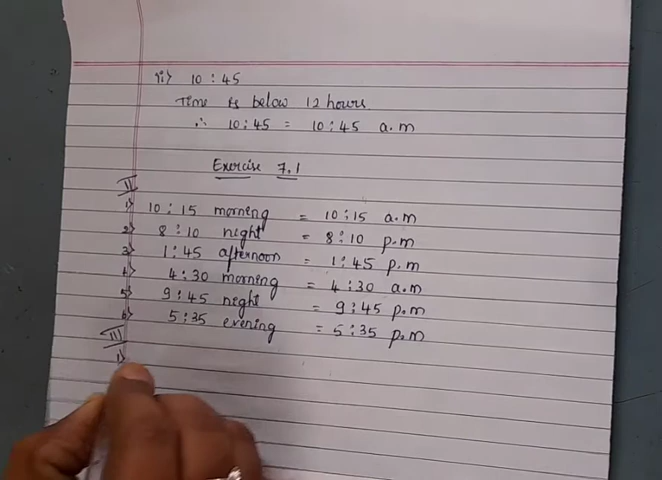 ii) 10 : 45
Time is below 12 hours
∴ 10:45 = 10:45 a.m
Exercise 7.1
II
1) 10 : 15 morning = 10 : 15 a.m
2) 8 : 10 night = 8 : 10 p.m
3) 1 : 45 afternoon = 1 : 45 p.m
4) 4 : 30 morning = 4 : 30 a.m
5) 9 : 45 night = 9 : 45 p.m
6) 5 : 35 evening = 5 : 35 p.m
III
1)